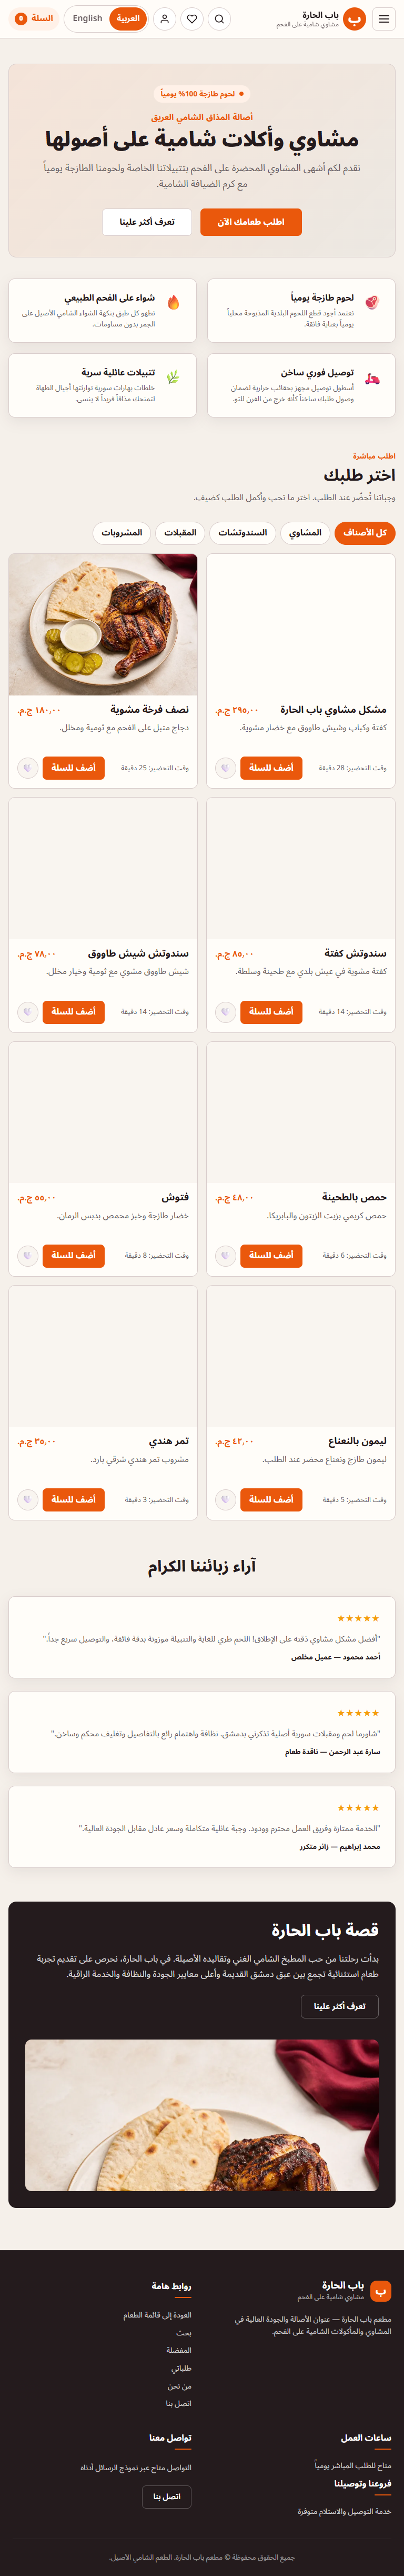 باب الحارة
مشاوي شامية على الفحم
العربية
English
السلة
0
لحوم طازجة 100% يومياً
أصالة المذاق الشامي العريق
مشاوي وأكلات شامية على أصولها
نقدم لكم أشهى المشاوي المحضرة على الفحم بتتبيلاتنا الخاصة ولحومنا الطازجة يومياً
مع كرم الضيافة الشامية.
اطلب طعامك الآن
تعرف أكثر علينا
لحوم طازجة يومياً
نعتمد أجود قطع اللحوم البلدية المذبوحة محلياً
يومياً بعناية فائقة.
شواء على الفحم الطبيعي
نطهو كل طبق بنكهة الشواء الشامي الأصيل على
الجمر بدون مساومات.
توصيل فوري ساخن
أسطول توصيل مجهز بحقائب حرارية لضمان
وصول طلبك ساخناً كأنه خرج من الفرن للتو.
تتبيلات عائلية سرية
خلطات بهارات سرية توارثتها أجيال الطهاة
لتمنحك مذاقاً فريداً لا ينسى.
اطلب مباشرة
اختر طلبك
وجباتنا تُحضّر عند الطلب. اختر ما تحب وأكمل الطلب كضيف.
كل الأصناف
المشاوي
السندوتشات
المقبلات
المشروبات
مشكل مشاوي باب الحارة
٢٩٥,٠٠ ج.م.
كفتة وكباب وشيش طاووق مع خضار مشوية.
وقت التحضير: 28 دقيقة
أضف للسلة
نصف فرخة مشوية
١٨٠,٠٠ ج.م.
دجاج متبل على الفحم مع ثومية ومخلل.
وقت التحضير: 25 دقيقة
أضف للسلة
سندوتش كفتة
٨٥,٠٠ ج.م.
كفتة مشوية في عيش بلدي مع طحينة وسلطة.
وقت التحضير: 14 دقيقة
أضف للسلة
سندوتش شيش طاووق
٧٨,٠٠ ج.م.
شيش طاووق مشوي مع ثومية وخيار مخلل.
وقت التحضير: 14 دقيقة
أضف للسلة
حمص بالطحينة
٤٨,٠٠ ج.م.
حمص كريمي بزيت الزيتون والبابريكا.
وقت التحضير: 6 دقيقة
أضف للسلة
فتوش
٥٥,٠٠ ج.م.
خضار طازجة وخبز محمص بدبس الرمان.
وقت التحضير: 8 دقيقة
أضف للسلة
ليمون بالنعناع
٤٢,٠٠ ج.م.
ليمون طازج ونعناع محضر عند الطلب.
وقت التحضير: 5 دقيقة
أضف للسلة
تمر هندي
٣٥,٠٠ ج.م.
مشروب تمر هندي شرقي بارد.
وقت التحضير: 3 دقيقة
أضف للسلة
آراء زبائننا الكرام
★★★★★
"أفضل مشكل مشاوي ذقته على الإطلاق! اللحم طري للغاية والتتبيلة موزونة بدقة فائقة، والتوصيل سريع جداً."
أحمد محمود — عميل مخلص
★★★★★
"شاورما لحم ومقبلات سورية أصلية تذكرني بدمشق. نظافة واهتمام رائع بالتفاصيل وتغليف محكم وساخن."
سارة عبد الرحمن — ناقدة طعام
★★★★★
"الخدمة ممتازة وفريق العمل محترم وودود. وجبة عائلية متكاملة وسعر عادل مقابل الجودة العالية."
محمد إبراهيم — زائر متكرر
قصة باب الحارة
بدأت رحلتنا من حب المطبخ الشامي الغني وتقاليده الأصيلة. في باب الحارة، نحرص على تقديم تجربة
طعام استثنائية تجمع بين عبق دمشق القديمة وأعلى معايير الجودة والنظافة والخدمة الراقية.
تعرف أكثر علينا
ب
باب الحارة
مشاوي شامية على الفحم
مطعم باب الحارة — عنوان الأصالة والجودة العالية في
المشاوي والمأكولات الشامية على الفحم.
روابط هامة
العودة إلى قائمة الطعام
بحث
المفضلة
طلباتي
من نحن
اتصل بنا
ساعات العمل
متاح للطلب المباشر يومياً
فروعنا وتوصيلنا
خدمة التوصيل والاستلام متوفرة
تواصل معنا
التواصل متاح عبر نموذج الرسائل أدناه
اتصل بنا
جميع الحقوق محفوظة © مطعم باب الحارة. الطعم الشامي الأصيل.